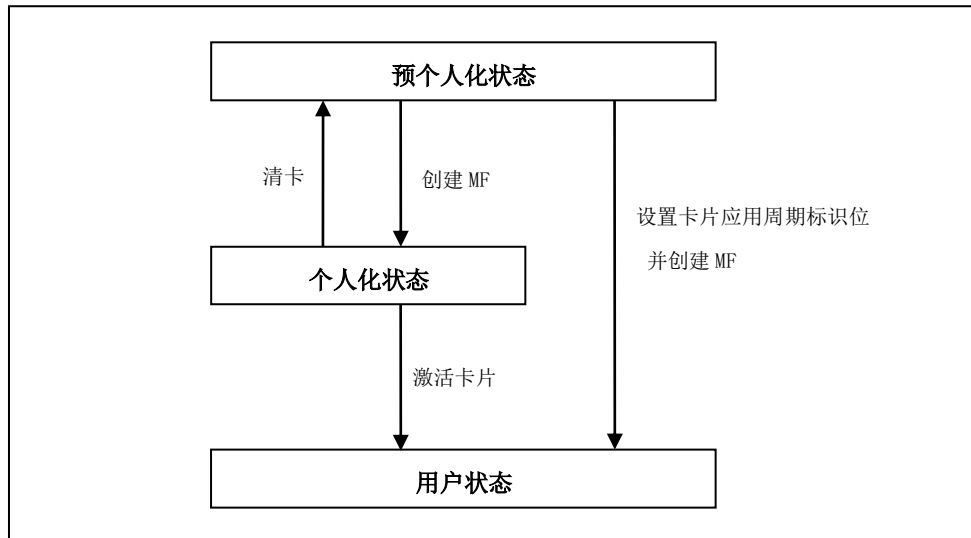 预个人化状态
清卡
创建 MF
设置卡片应用周期标识位
并创建 MF
个人化状态
激活卡片
用户状态